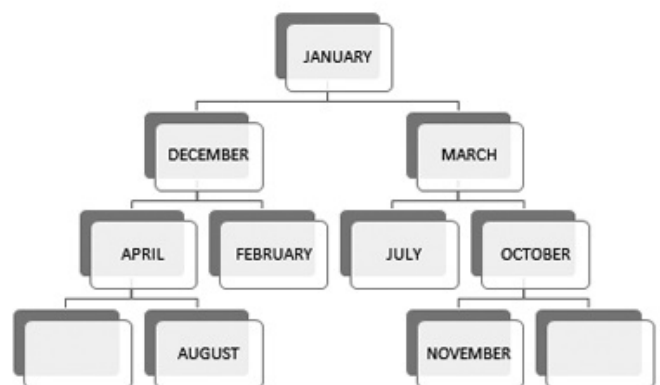 JANUARY
DECEMBER MARCH
APRIL FEBRUARY JULY OCTOBER
AUGUST NOVEMBER